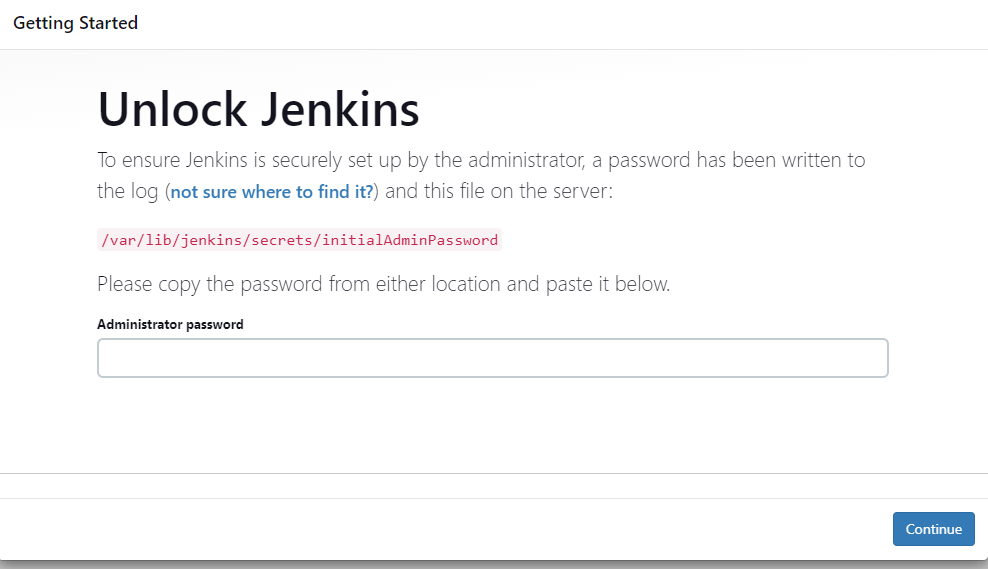 Getting Started
Unlock Jenkins
To ensure Jenkins is securely set up by the administrator, a password has been written to
the log (not sure where to find it?) and this file on the server:
/var/lib/jenkins/secrets/initialAdminPassword
Please copy the password from either location and paste it below.
Administrator password
Continue